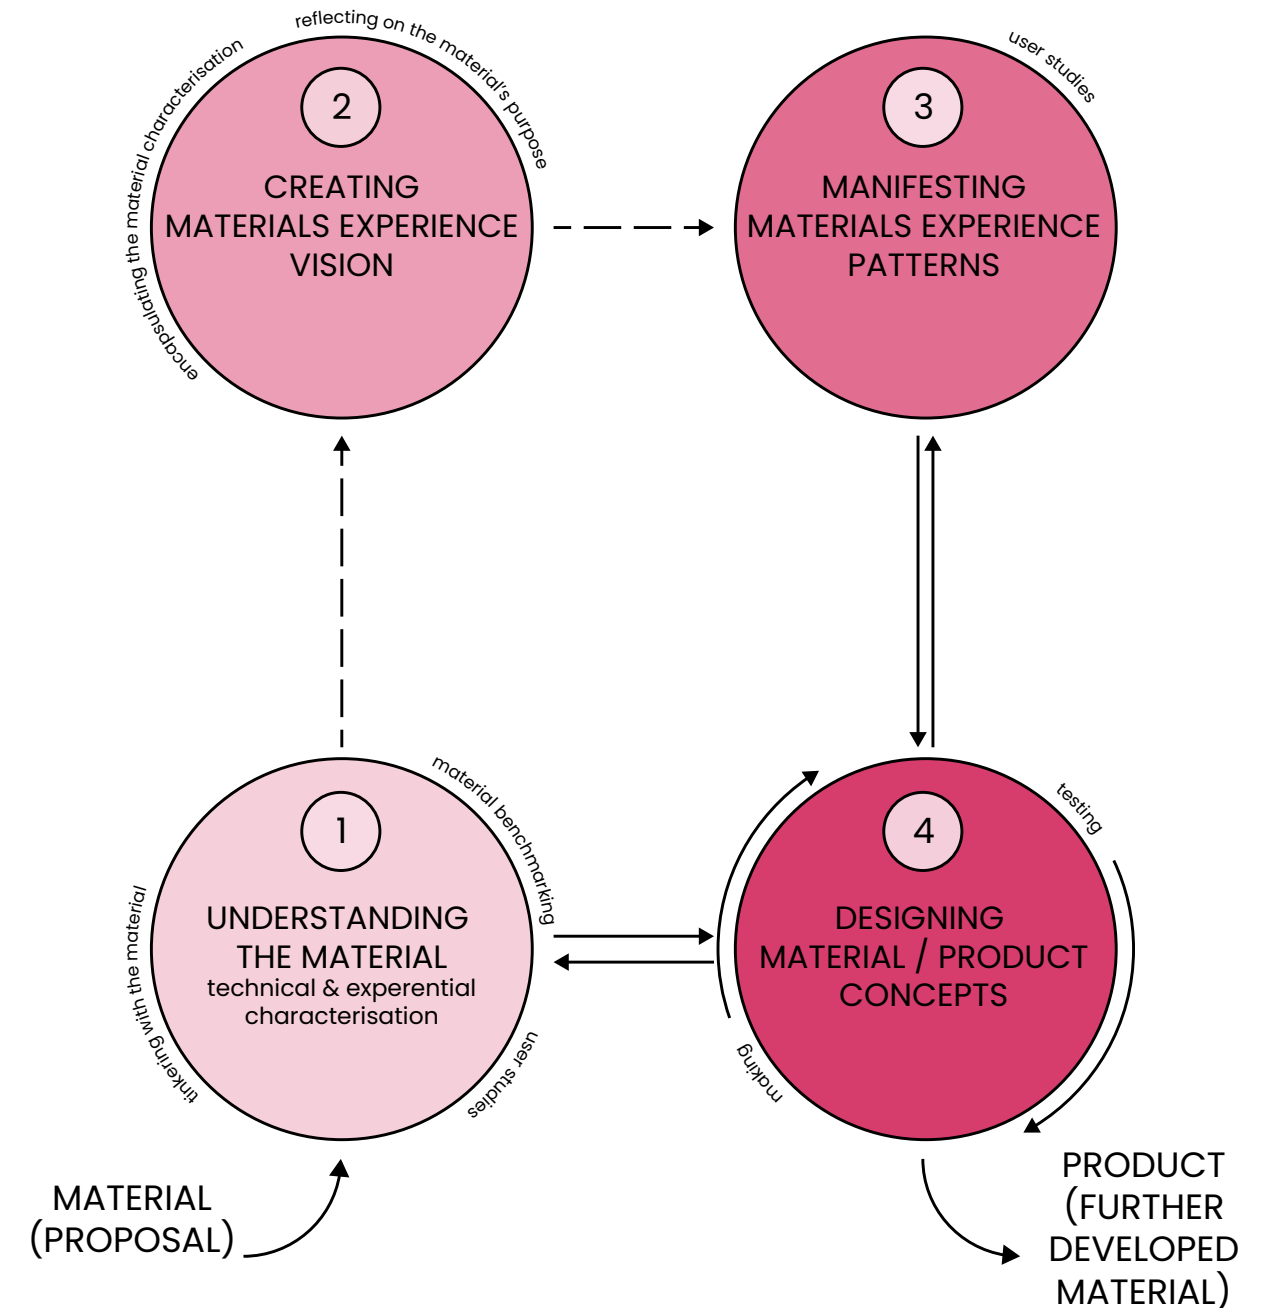 reflecting on the material's purpose
encapsulating the material characterisation
2
CREATING
MATERIALS EXPERIENCE
VISION
user studies
3
MANIFESTING
MATERIALS EXPERIENCE
PATTERNS
material benchmarking
tinkering with the material
user studies
1
UNDERSTANDING
THE MATERIAL
technical & experential
characterisation
testing
making
4
DESIGNING
MATERIAL / PRODUCT
CONCEPTS
MATERIAL
(PROPOSAL)
PRODUCT
(FURTHER
DEVELOPED
MATERIAL)